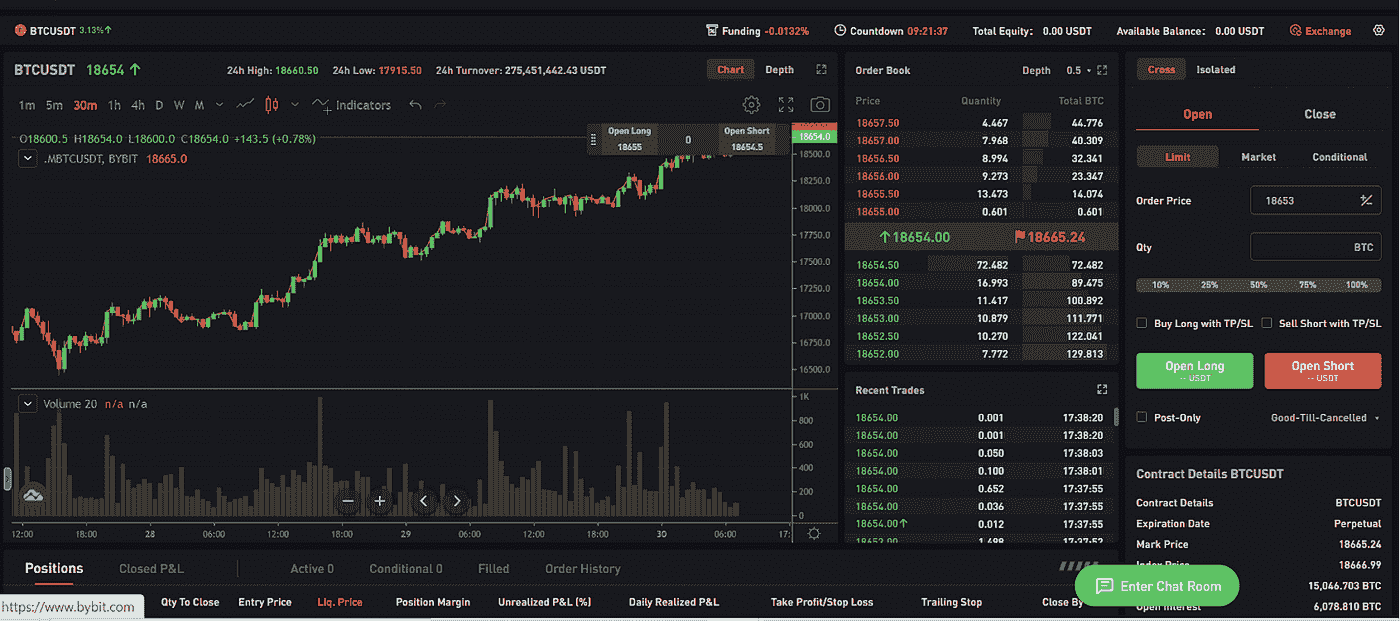 BTCUSDT 3.13%↑ Funding -0.0132% Countdown 09:21:37 Total Equity: 0.00 USDT Available Balance: 0.00 USDT Exchange
BTCUSDT 18654 ↑ 24h High: 18660.50 24h Low: 17915.50 24h Turnover: 275,451,442.43 USDT Chart Depth
1m 5m 30m 1h 4h D W M Indicators
O18600.5 H18654.0 L18600.0 C18654.0 +143.5 (+0.78%)
.MBTCUSDT, BYBIT 18665.0
Open Long 18655
0
Open Short 18654.5
18654.0
18500.0
18250.0
18000.0
17750.0
17500.0
17250.0
17000.0
16750.0
16500.0
Volume 20 n/a n/a
1K
800
600
400
200
0
12:00 18:00 28 06:00 12:00 18:00 29 06:00 12:00 18:00 30 06:00 17:
Order Book Depth 0.5
Price Quantity Total BTC
18657.50 4.467 44.776
18657.00 7.968 40.309
18656.50 8.994 32.341
18656.00 9.273 23.347
18655.50 13.473 14.074
18655.00 0.601 0.601
↑18654.00 18665.24
18654.50 72.482 72.482
18654.00 16.993 89.475
18653.50 11.417 100.892
18653.00 10.879 111.771
18652.50 10.270 122.041
18652.00 7.772 129.813
Recent Trades
18654.00 0.001 17:38:20
18654.00 0.001 17:38:20
18654.00 0.050 17:38:03
18654.00 0.100 17:38:01
18654.00 0.652 17:37:55
18654.00 0.036 17:37:55
18654.00↑ 0.012 17:37:55
Cross Isolated
Open Close
Limit Market Conditional
Order Price 18653
Qty BTC
10% 25% 50% 75% 100%
Buy Long with TP/SL Sell Short with TP/SL
Open Long Open Short
-- USDT -- USDT
Post-Only Good-Till-Cancelled
Contract Details BTCUSDT
Contract Details BTCUSDT
Expiration Date Perpetual
Mark Price 18665.24
Index Price 18666.99
15,046.703 BTC
Open Interest 6,078.810 BTC
Enter Chat Room
Positions Closed P&L Active 0 Conditional 0 Filled Order History
https://www.bybit.com Qty To Close Entry Price Liq. Price Position Margin Unrealized P&L (%) Daily Realized P&L Take Profit/Stop Loss Trailing Stop Close By